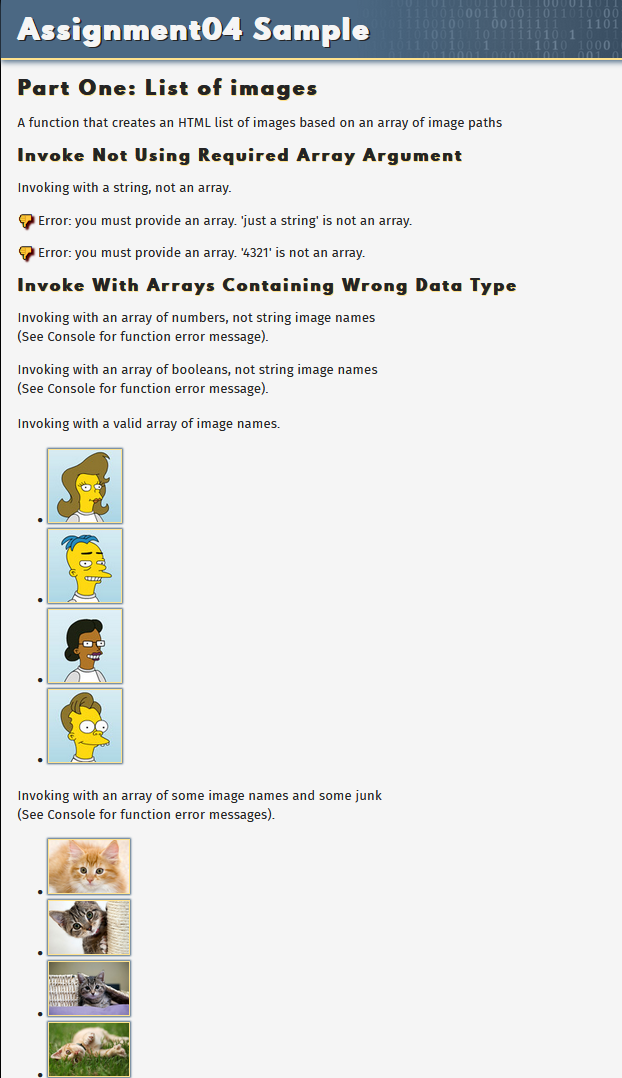 Assignment04 Sample
Part One: List of images
A function that creates an HTML list of images based on an array of image paths
Invoke Not Using Required Array Argument
Invoking with a string, not an array.
Error: you must provide an array. 'just a string' is not an array.
Error: you must provide an array. '4321' is not an array.
Invoke With Arrays Containing Wrong Data Type
Invoking with an array of numbers, not string image names
(See Console for function error message).
Invoking with an array of booleans, not string image names
(See Console for function error message).
Invoking with a valid array of image names.
Invoking with an array of some image names and some junk
(See Console for function error messages).